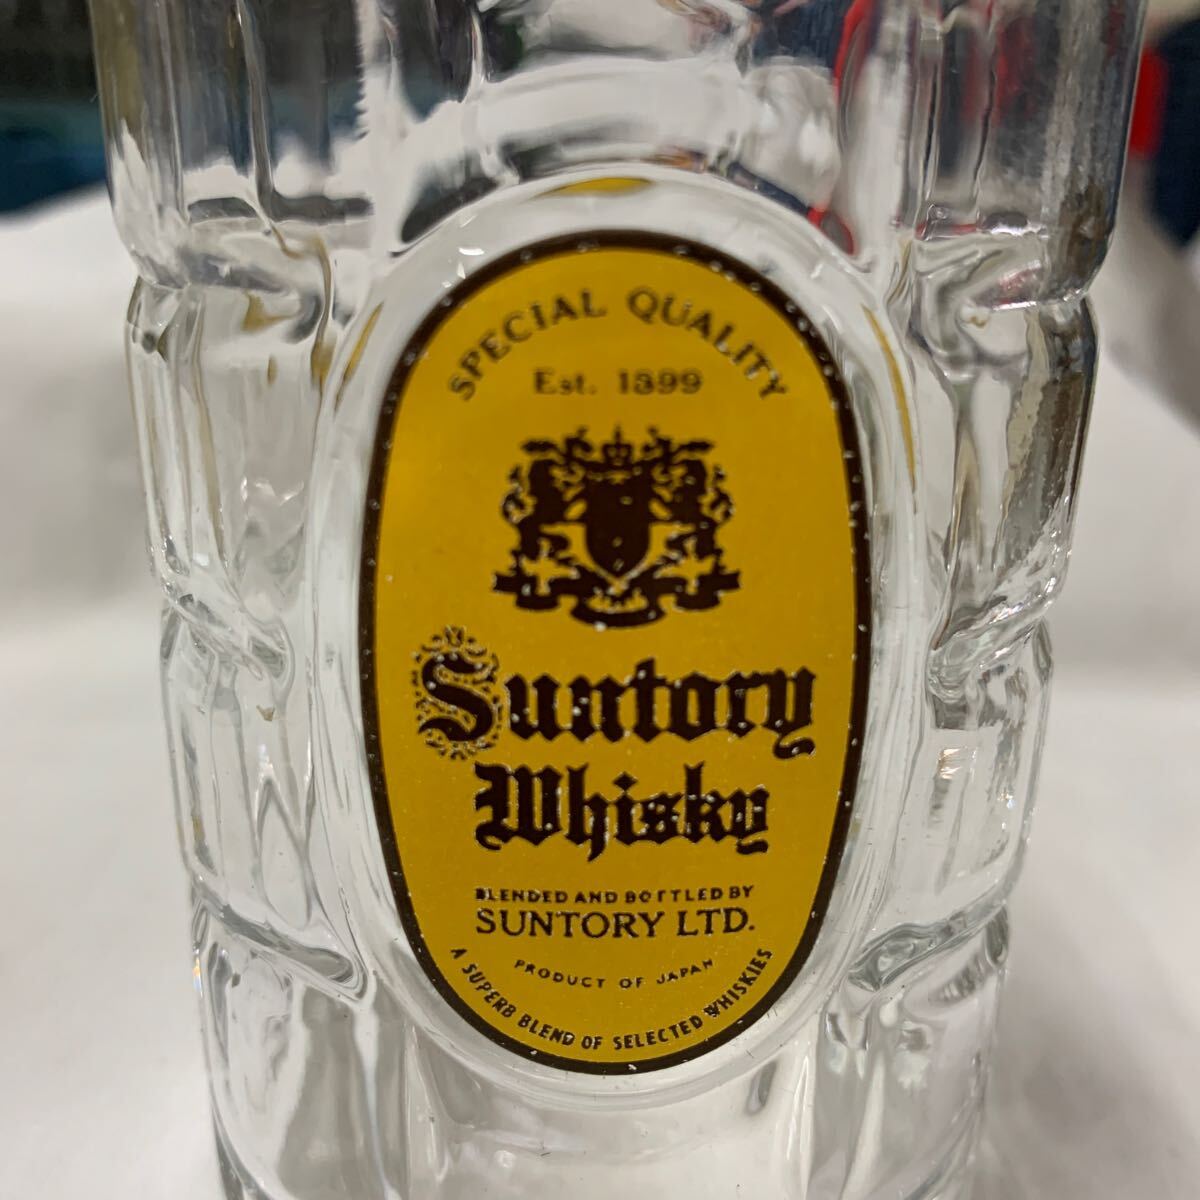 SPECIAL QUALITY
Est. 1899
Suntory
Whisky
BLENDED AND BOTTLED BY
SUNTORY LTD.
PRODUCT OF JAPAN
A SUPERB BLEND OF SELECTED WHISKIES